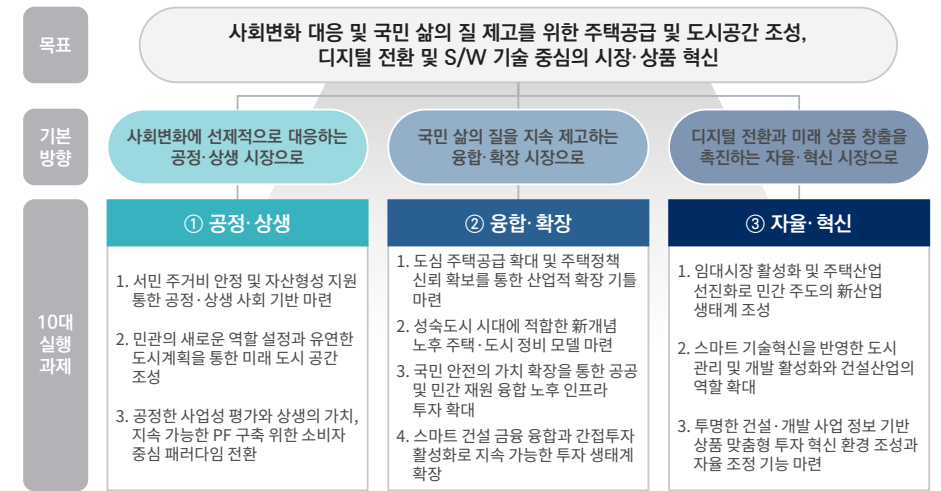 목표
사회변화 대응 및 국민 삶의 질 제고를 위한 주택공급 및 도시공간 조성,
디지털 전환 및 S/W 기술 중심의 시장·상품 혁신
기본
방향
사회변화에 선제적으로 대응하는
공정·상생 시장으로
국민 삶의 질을 지속 제고하는
융합·확장 시장으로
디지털 전환과 미래 상품 창출을
촉진하는 자율·혁신 시장으로
10대
실행
과제
① 공정·상생
1. 서민 주거비 안정 및 자산형성 지원
통한 공정·상생 사회 기반 마련
2. 민관의 새로운 역할 설정과 유연한
도시계획을 통한 미래 도시 공간
조성
3. 공정한 사업성 평가와 상생의 가치,
지속 가능한 PF 구축 위한 소비자
중심 패러다임 전환
② 융합·확장
1. 도심 주택공급 확대 및 주택정책
신뢰 확보를 통한 산업적 확장 기틀
마련
2. 성숙도시 시대에 적합한 新개념
노후 주택·도시 정비 모델 마련
3. 국민 안전의 가치 확장을 통한 공공
및 민간 재원 융합 노후 인프라
투자 확대
4. 스마트 건설 금융 융합과 간접투자
활성화로 지속 가능한 투자 생태계
확장
③ 자율·혁신
1. 임대시장 활성화 및 주택산업
선진화로 민간 주도의 新산업
생태계 조성
2. 스마트 기술혁신을 반영한 도시
관리 및 개발 활성화와 건설산업의
역할 확대
3. 투명한 건설·개발 사업 정보 기반
상품 맞춤형 투자 혁신 환경 조성과
자율 조정 기능 마련